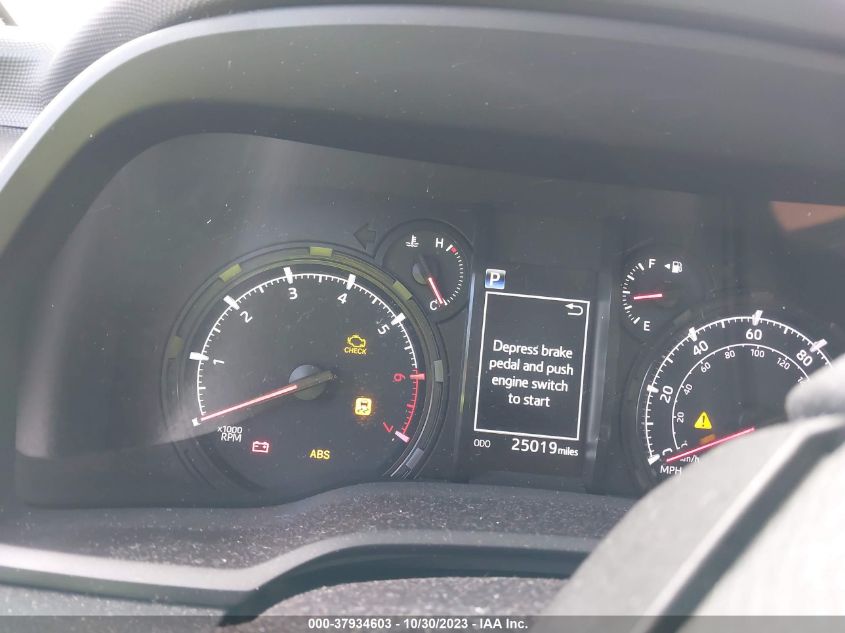 1 2 3 4 5 6 7
x1000
RPM
CHECK
ABS
H
C
P
Depress brake
pedal and push
engine switch
to start
ODO 25019 miles
F
E
20 40 60 80
20 40 60 80 100 120
MPH
000-37934603 - 10/30/2023 - IAA Inc.